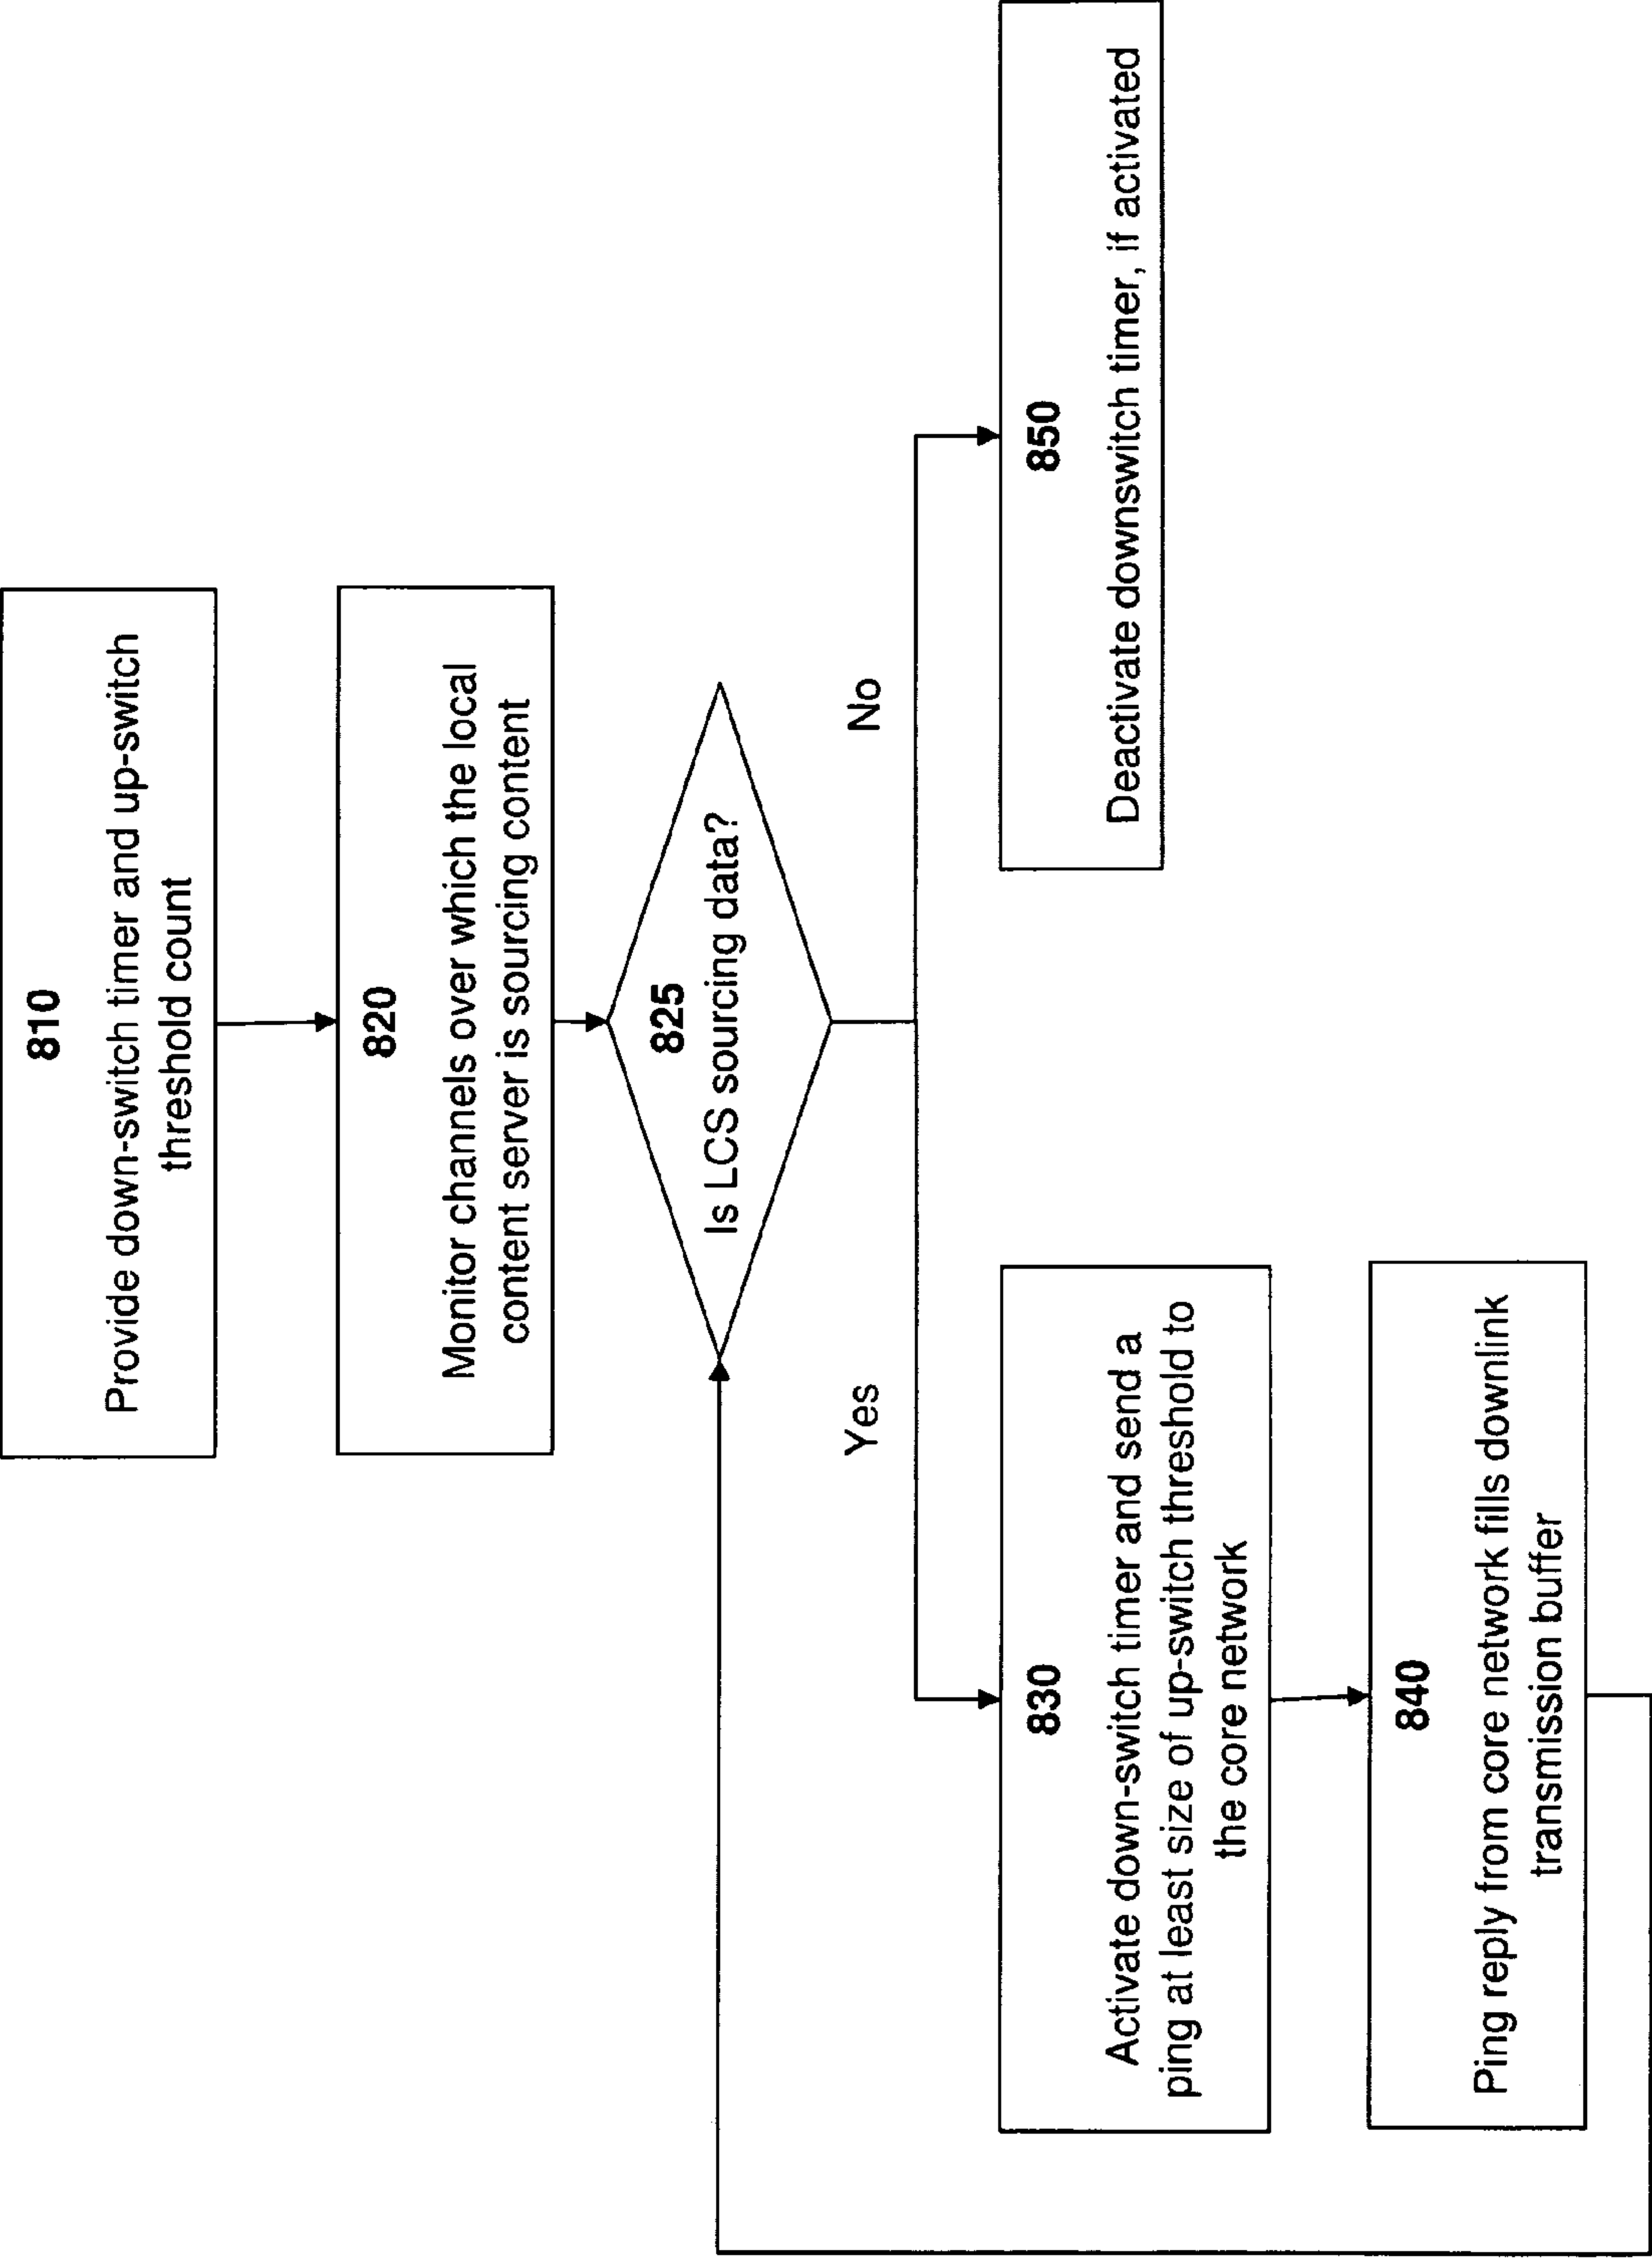 810
Provide down-switch timer and up-switch
threshold count
820
Monitor channels over which the local
content server is sourcing content
825
Is LCS sourcing data?
Yes
No
830
Activate down-switch timer and send a
ping at least size of up-switch threshold to
the core network
850
Deactivate downswitch timer, if activated
840
Ping reply from core network fills downlink
transmission buffer